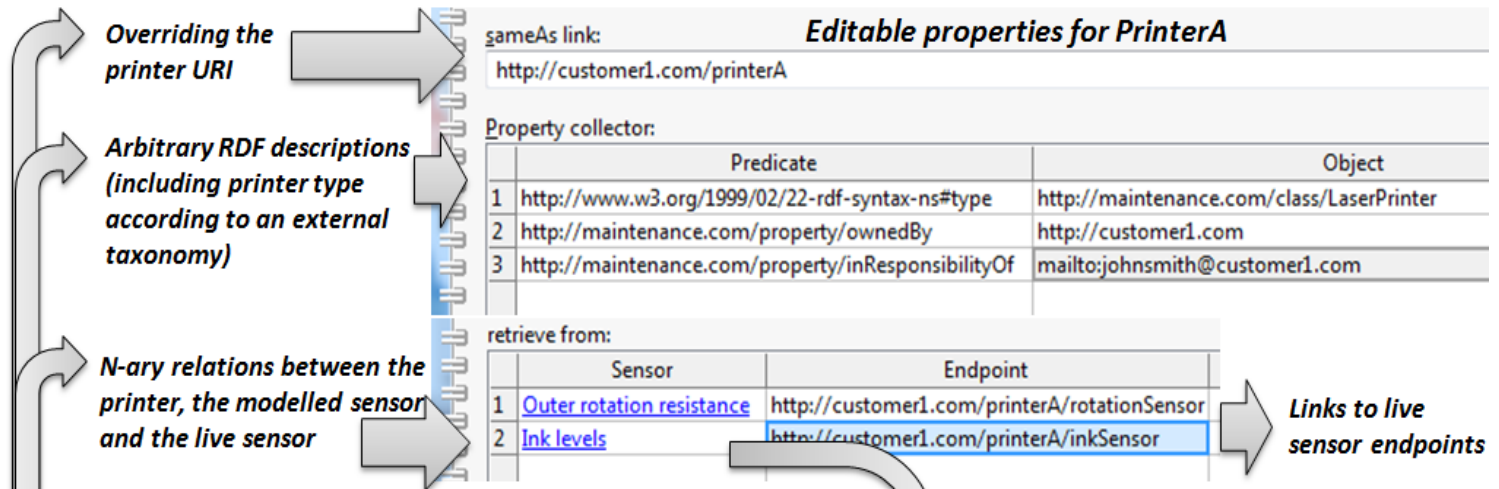 Overriding the
printer URI
sameAs link:
Editable properties for PrinterA
http://customer1.com/printerA
Arbitrary RDF descriptions
(including printer type
according to an external
taxonomy)
Property collector:
Predicate Object
1 http://www.w3.org/1999/02/22-rdf-syntax-ns#type http://maintenance.com/class/LaserPrinter
2 http://maintenance.com/property/ownedBy http://customer1.com
3 http://maintenance.com/property/inResponsibilityOf mailto:johnsmith@customer1.com
N-ary relations between the
printer, the modelled sensor
and the live sensor
retrieve from:
Sensor Endpoint
1 Outer rotation resistance http://customer1.com/printerA/rotationSensor
2 Ink levels http://customer1.com/printerA/inkSensor
Links to live
sensor endpoints